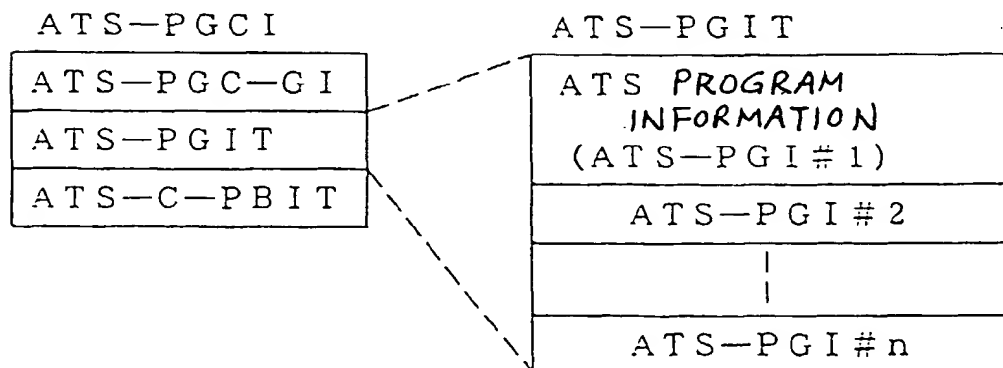 ATS-PGCI
ATS-PGC-GI
ATS-PGIT
ATS-C-PBIT
ATS-PGIT
ATS PROGRAM
INFORMATION
(ATS-PGI#1)
ATS-PGI#2
ATS-PGI#n